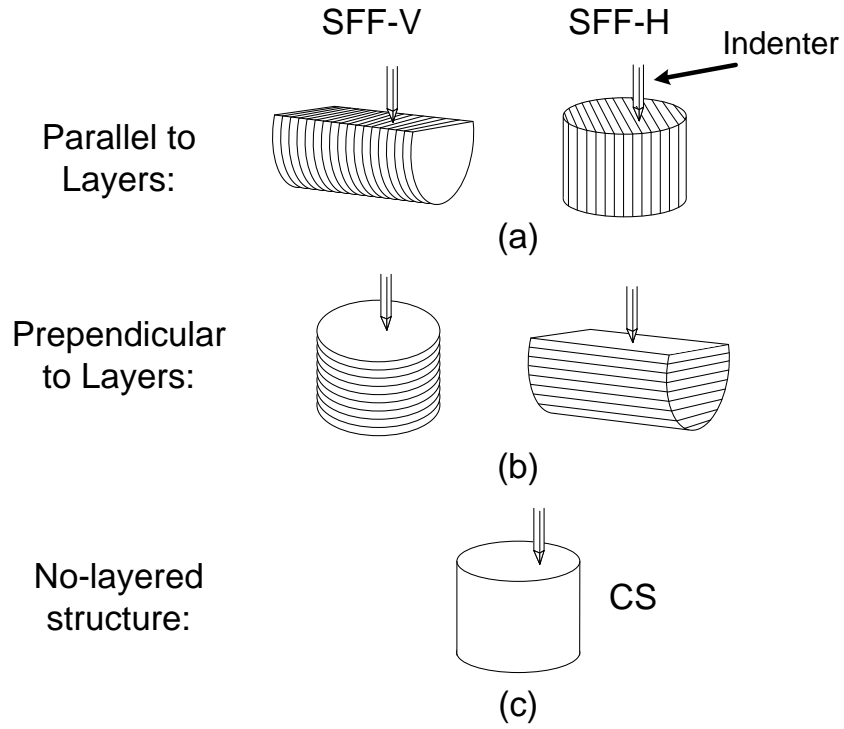 SFF-V
SFF-H
Indenter
Parallel to
Layers:
(a)
Prependicular
to Layers:
(b)
No-layered
structure:
CS
(c)